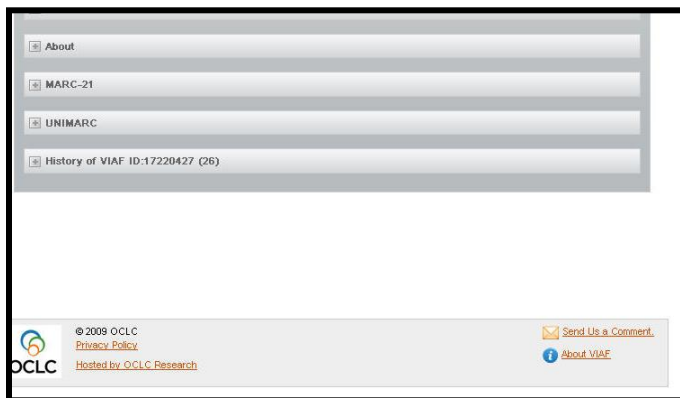 About
MARC-21
UNIMARC
History of VIAF ID:17220427 (26)
© 2009 OCLC
Privacy Policy
Hosted by OCLC Research
OCLC
Send Us a Comment.
About VIAF